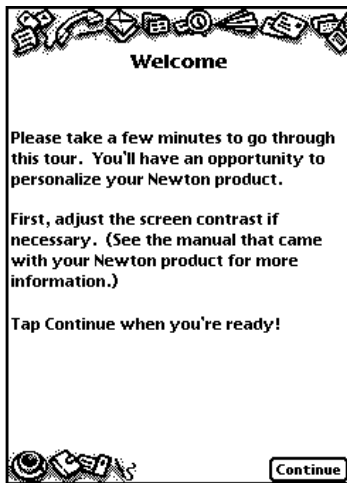 Welcome
Please take a few minutes to go through
this tour.  You'll have an opportunity to
personalize your Newton product.
First, adjust the screen contrast if
necessary.  (See the manual that came
with your Newton product for more
information.)
Tap Continue when you're ready!
Continue